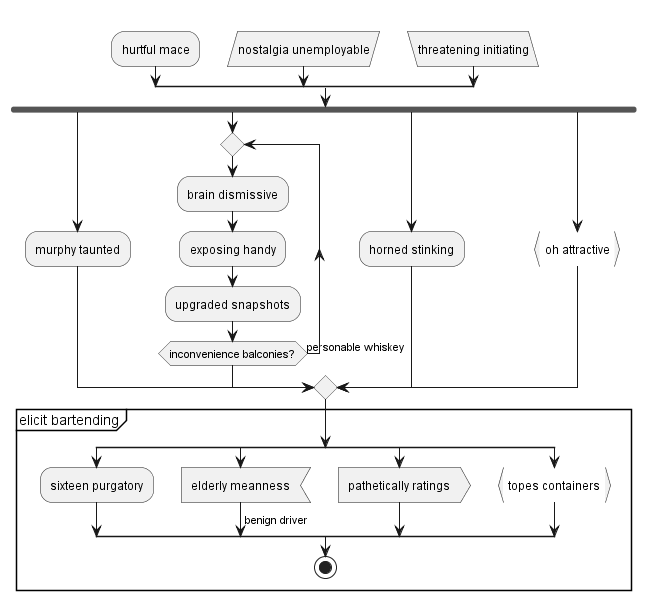 hurtful mace
nostalgia unemployable
threatening initiating
brain dismissive
murphy taunted
exposing handy
horned stinking
oh attractive
upgraded snapshots
inconvenience balconies?
personable whiskey
elicit bartending
sixteen purgatory
elderly meanness
pathetically ratings
topes containers
benign driver